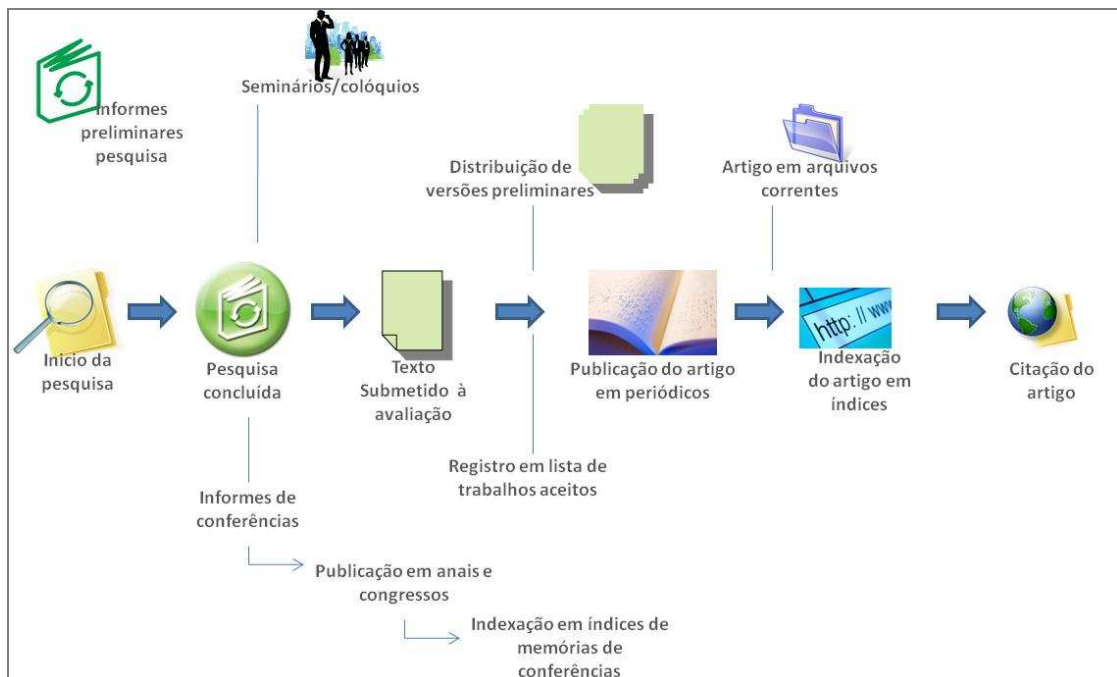 Seminários/colóquios
Informes
preliminares
pesquisa
Distribuição de
versões preliminares
Artigo em arquivos
correntes
Início da
pesquisa
Pesquisa
concluída
Texto
Submetido à
avaliação
Publicação do artigo
em periódicos
http: // www
Indexação
do artigo em
índices
Citação do
artigo
Registro em lista de
trabalhos aceitos
Informes de
conferências
Publicação em anais e
congressos
Indexação em índices de
memórias de
conferências